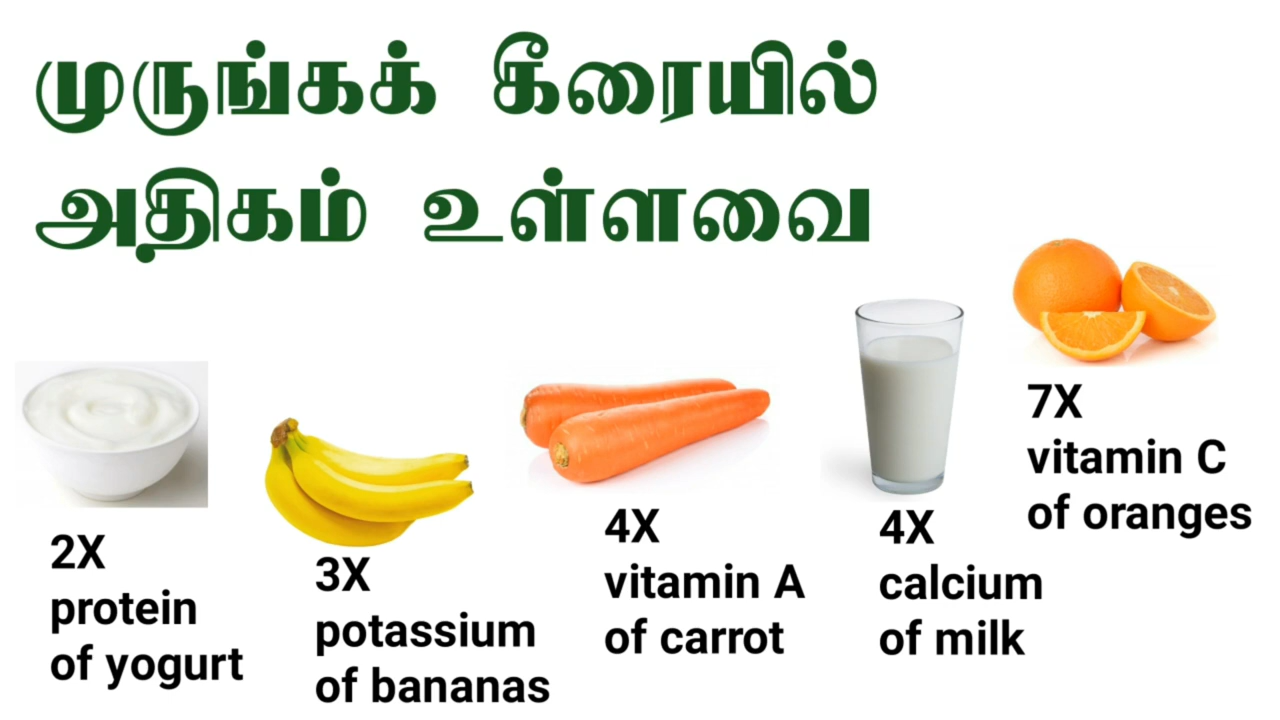 முருங்கக் கீரையில்
அதிகம் உள்ளவை
2X
protein
of yogurt
3X
potassium
of bananas
4X
vitamin A
of carrot
4X
calcium
of milk
7X
vitamin C
of oranges